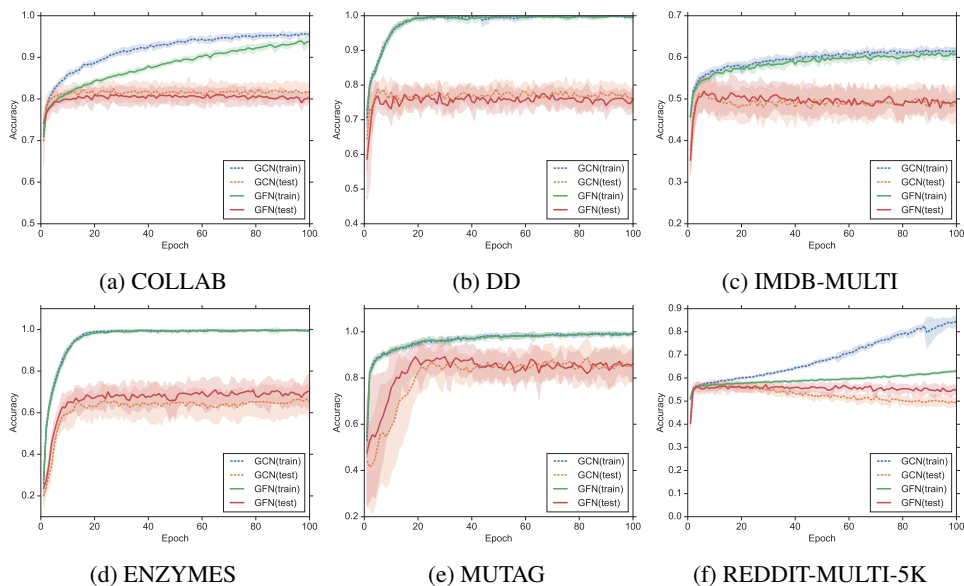 1.0
0.9
0.8
0.7
0.6
0.5
Accuracy
0 20 40 60 80 100
Epoch
GCN(train)
GCN(test)
GFN(train)
GFN(test)
(a) COLLAB
1.0
0.9
0.8
0.7
0.6
0.5
0.4
Accuracy
0 20 40 60 80 100
Epoch
GCN(train)
GCN(test)
GFN(train)
GFN(test)
(b) DD
0.7
0.6
0.5
0.4
0.3
0.2
Accuracy
0 20 40 60 80 100
Epoch
GCN(train)
GCN(test)
GFN(train)
GFN(test)
(c) IMDB-MULTI
1.0
0.8
0.6
0.4
0.2
Accuracy
0 20 40 60 80 100
Epoch
GCN(train)
GCN(test)
GFN(train)
GFN(test)
(d) ENZYMES
1.0
0.8
0.6
0.4
0.2
Accuracy
0 20 40 60 80 100
Epoch
GCN(train)
GCN(test)
GFN(train)
GFN(test)
(e) MUTAG
0.9
0.8
0.7
0.6
0.5
0.4
0.3
0.2
0.1
0.0
Accuracy
0 20 40 60 80 100
Epoch
GCN(train)
GCN(test)
GFN(train)
GFN(test)
(f) REDDIT-MULTI-5K